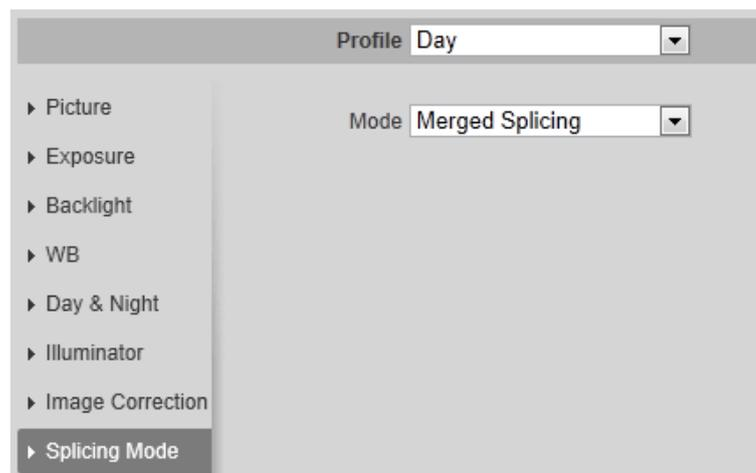 Profile Day
Mode Merged Splicing
Picture
Exposure
Backlight
WB
Day & Night
Illuminator
Image Correction
Splicing Mode